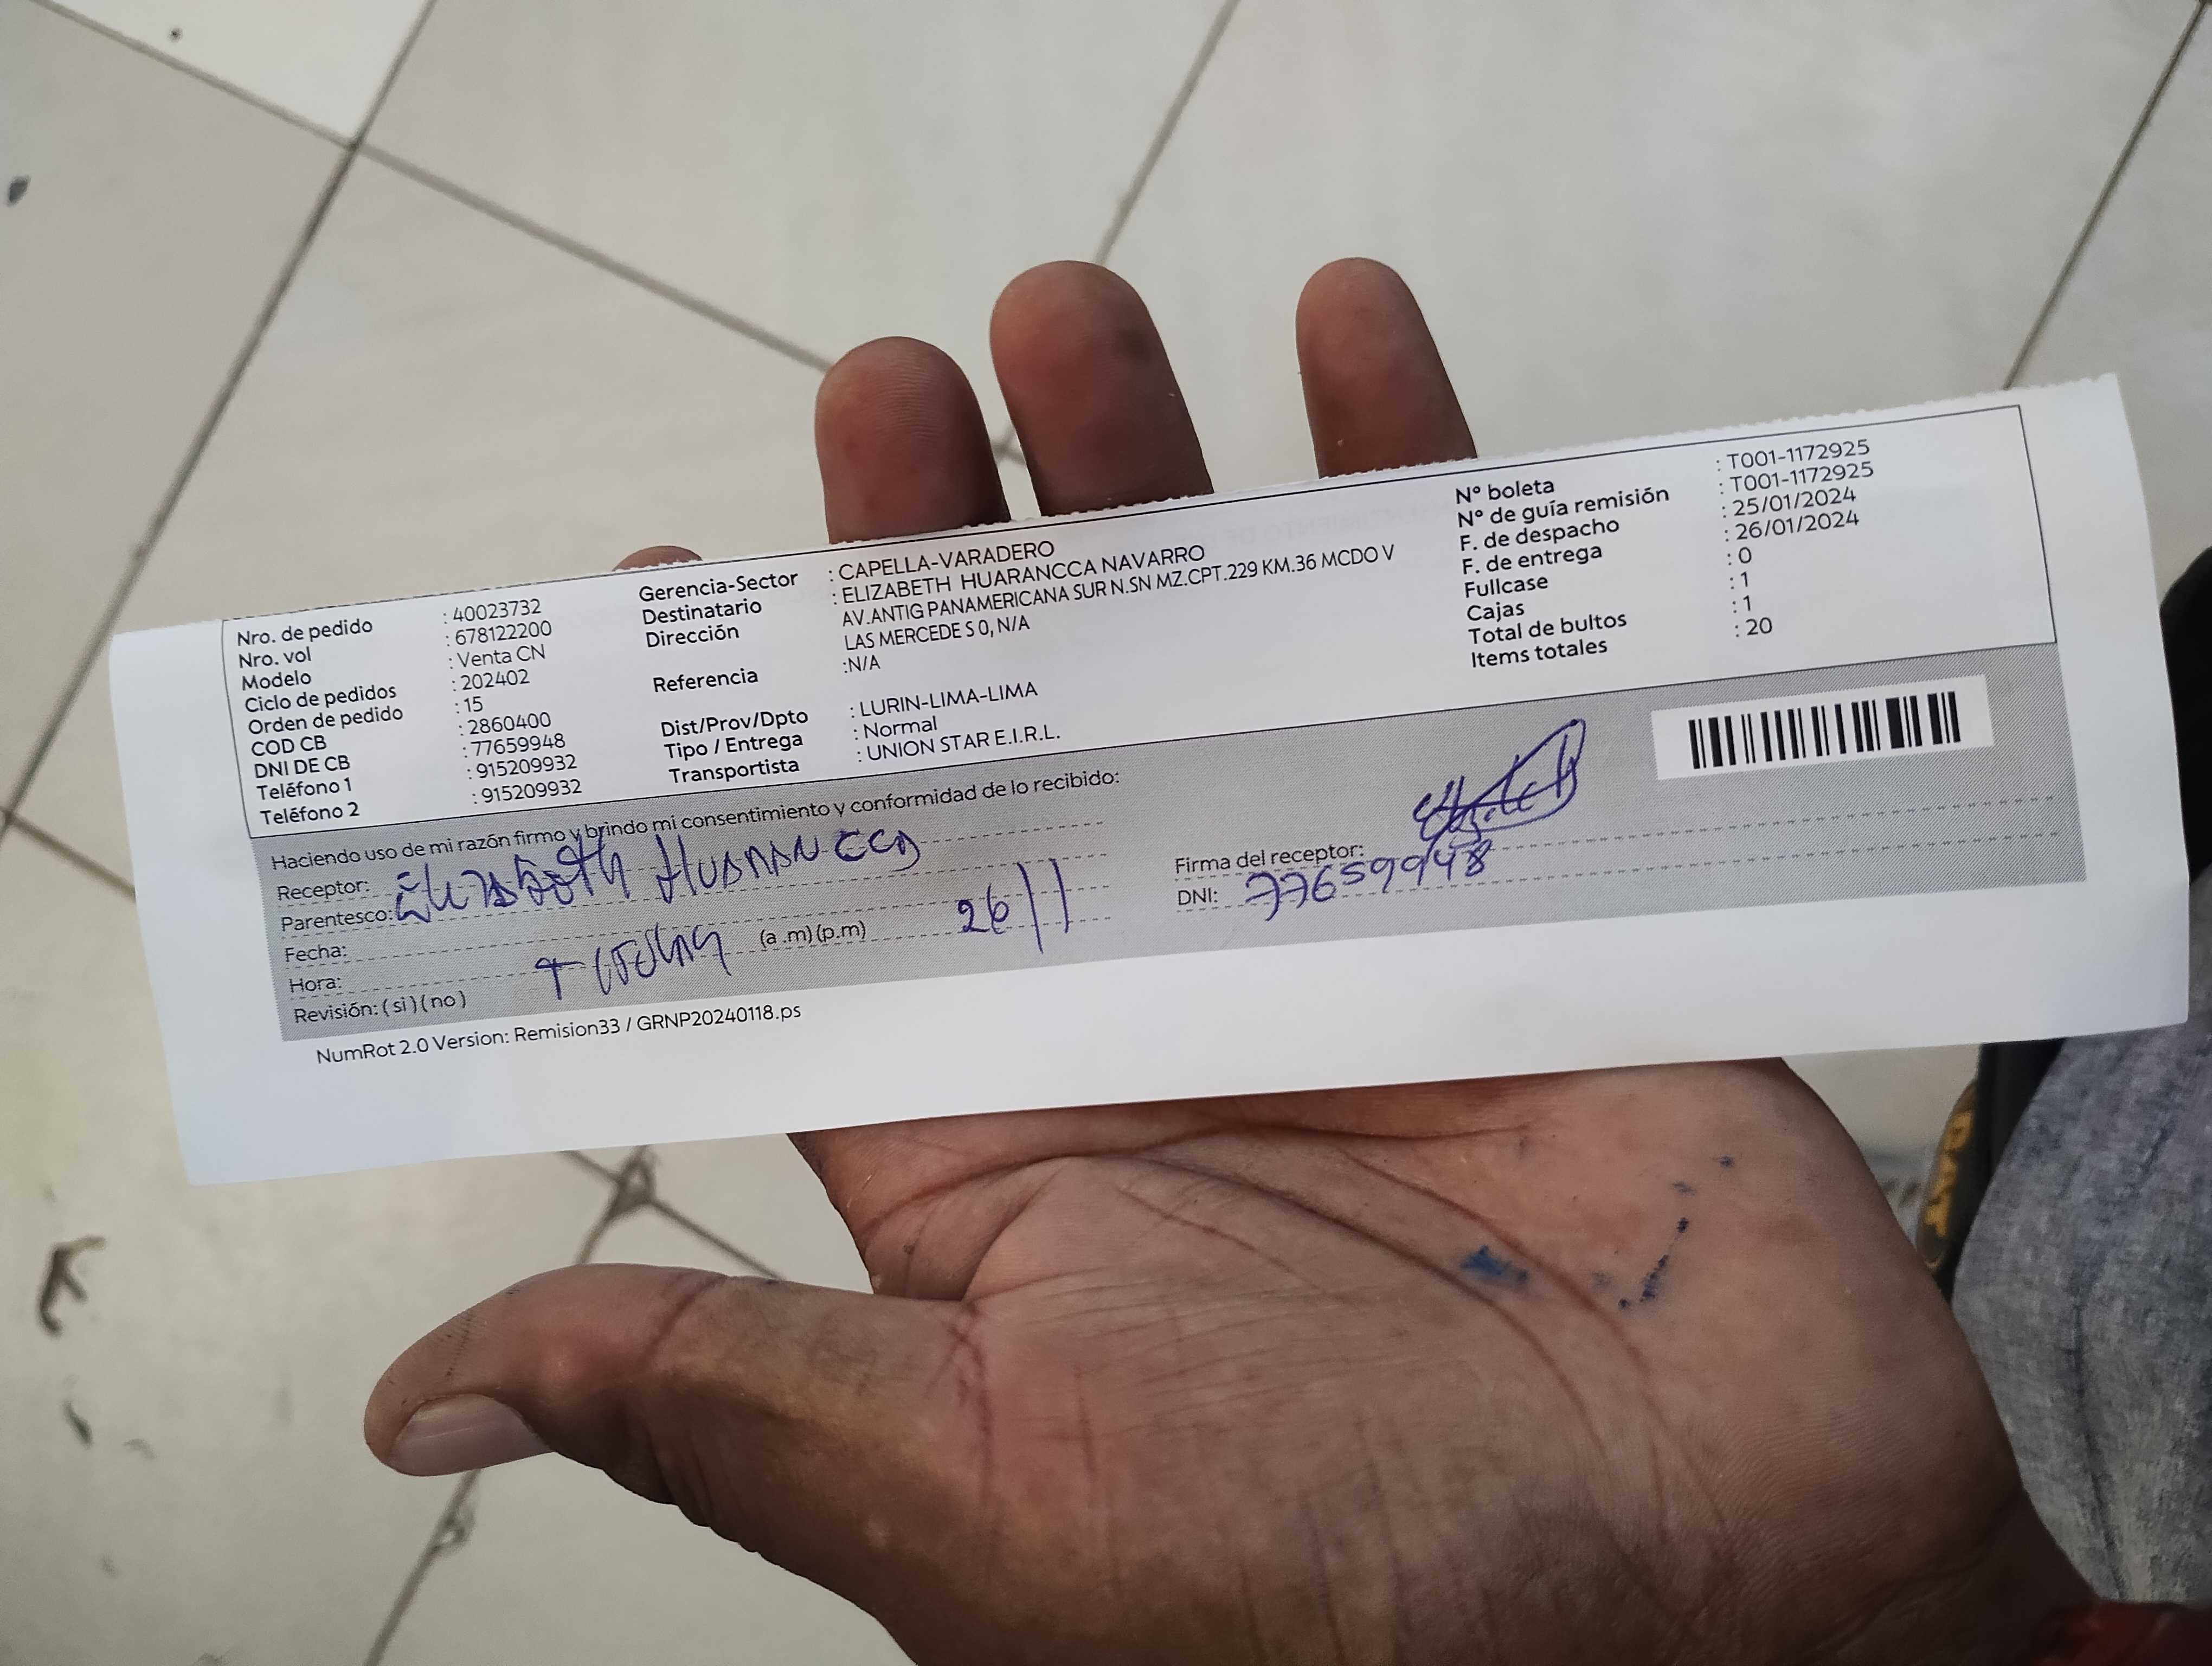 Nro. de pedido : 40023732
Nro. vol : 678122200
Modelo : Venta CN
Ciclo de pedidos : 202402
Orden de pedido : 15
COD CB : 2860400
DNI DE CB : 77659948
Teléfono 1 : 915209932
Teléfono 2 : 915209932
Gerencia-Sector : CAPELLA-VARADERO
Destinatario : ELIZABETH HUARANCCA NAVARRO
Dirección AV.ANTIG PANAMERICANA SUR N.SN MZ.CPT.229 KM.36 MCDO V
LAS MERCEDES 0, N/A
Referencia :N/A
Dist/Prov/Dpto : LURIN-LIMA-LIMA
Tipo / Entrega : Normal
Transportista : UNION STAR E.I.R.L.
N° boleta : T001-1172925
N° de guía remisión : T001-1172925
F. de despacho : 25/01/2024
F. de entrega : 26/01/2024
Fullcase : 0
Cajas : 1
Total de bultos : 1
Items totales : 20
Haciendo uso de mi razón firmo y brindo mi consentimiento y conformidad de lo recibido:
Receptor: Elizabeth Huarancca
Parentesco:
Fecha: 26/1
Hora: (a .m)(p.m)
Revisión: ( si )( no )
Firma del receptor:
DNI: 77659948
NumRot 2.0 Version: Remision33 / GRNP20240118.ps